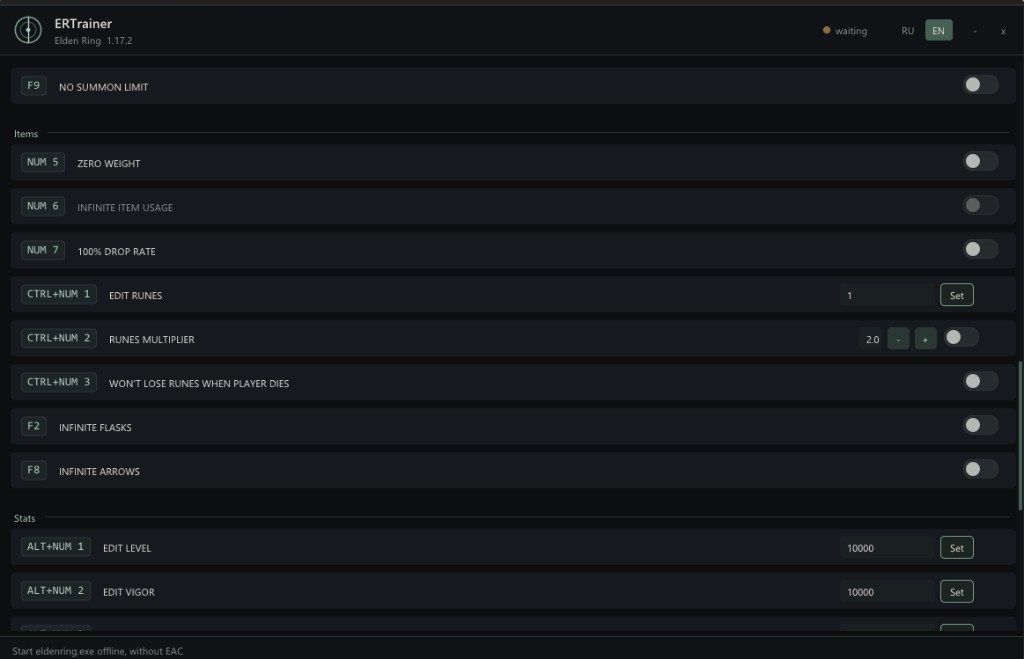 ERTrainer
Elden Ring 1.17.2
waiting
RU
EN
-
x
F9 NO SUMMON LIMIT
Items
NUM 5 ZERO WEIGHT
NUM 6 INFINITE ITEM USAGE
NUM 7 100% DROP RATE
CTRL+NUM 1 EDIT RUNES 1 Set
CTRL+NUM 2 RUNES MULTIPLIER 2.0 - +
CTRL+NUM 3 WON'T LOSE RUNES WHEN PLAYER DIES
F2 INFINITE FLASKS
F8 INFINITE ARROWS
Stats
ALT+NUM 1 EDIT LEVEL 10000 Set
ALT+NUM 2 EDIT VIGOR 10000 Set
Start eldenring.exe offline, without EAC